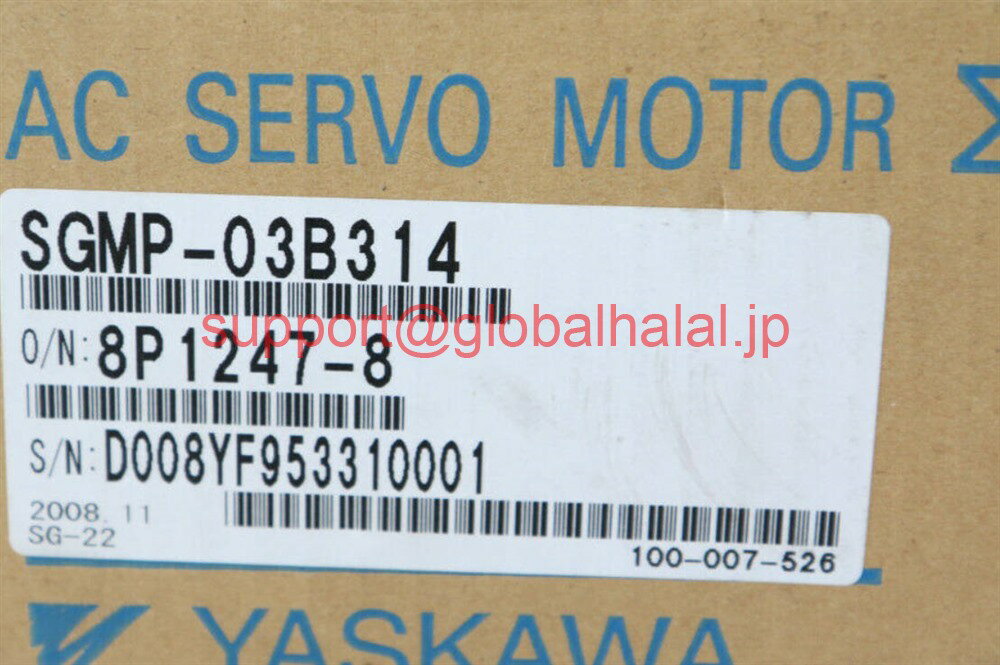 AC SERVO MOTOR Σ
SGMP-03B314
support@globalhalal.jp
O/N: 8P1247-8
S/N: D008YF953310001
2008.11
SG-22
100-007-526
YASKAWA